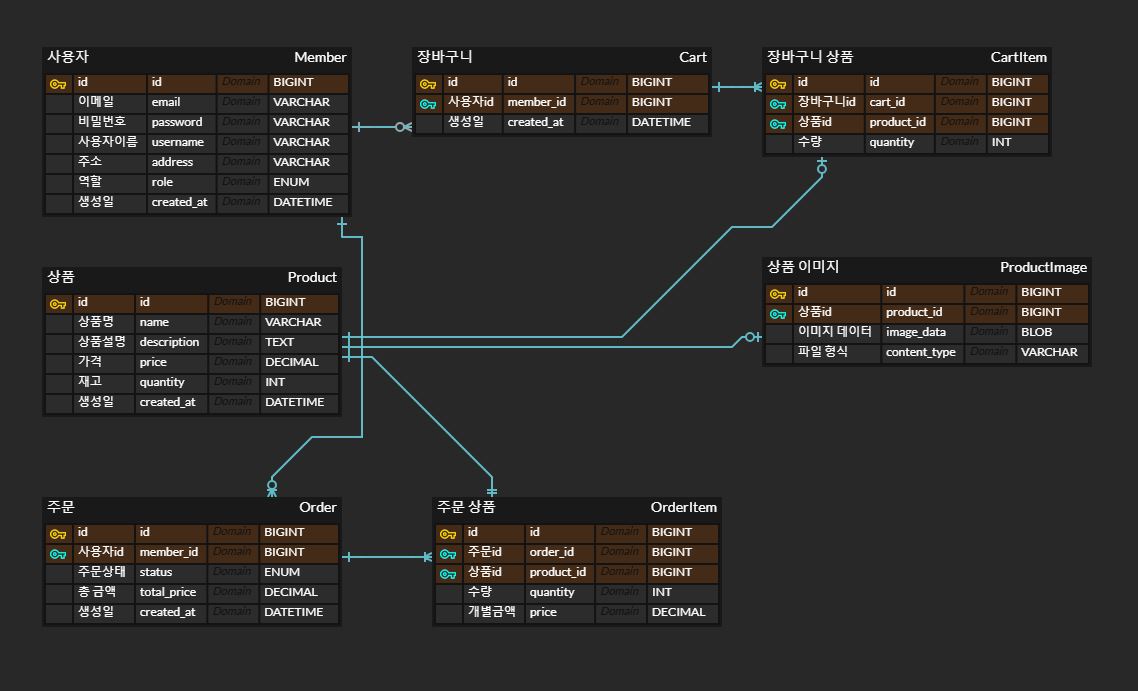 사용자 Member
id id Domain BIGINT
이메일 email Domain VARCHAR
비밀번호 password Domain VARCHAR
사용자이름 username Domain VARCHAR
주소 address Domain VARCHAR
역할 role Domain ENUM
생성일 created_at Domain DATETIME
장바구니 Cart
id id Domain BIGINT
사용자id member_id Domain BIGINT
생성일 created_at Domain DATETIME
장바구니 상품 CartItem
id id Domain BIGINT
장바구니id cart_id Domain BIGINT
상품id product_id Domain BIGINT
수량 quantity Domain INT
상품 Product
id id Domain BIGINT
상품명 name Domain VARCHAR
상품설명 description Domain TEXT
가격 price Domain DECIMAL
재고 quantity Domain INT
생성일 created_at Domain DATETIME
상품 이미지 ProductImage
id id Domain BIGINT
상품id product_id Domain BIGINT
이미지 데이터 image_data Domain BLOB
파일 형식 content_type Domain VARCHAR
주문 Order
id id Domain BIGINT
사용자id member_id Domain BIGINT
주문상태 status Domain ENUM
총 금액 total_price Domain DECIMAL
생성일 created_at Domain DATETIME
주문 상품 OrderItem
id id Domain BIGINT
주문id order_id Domain BIGINT
상품id product_id Domain BIGINT
수량 quantity Domain INT
개별금액 price Domain DECIMAL